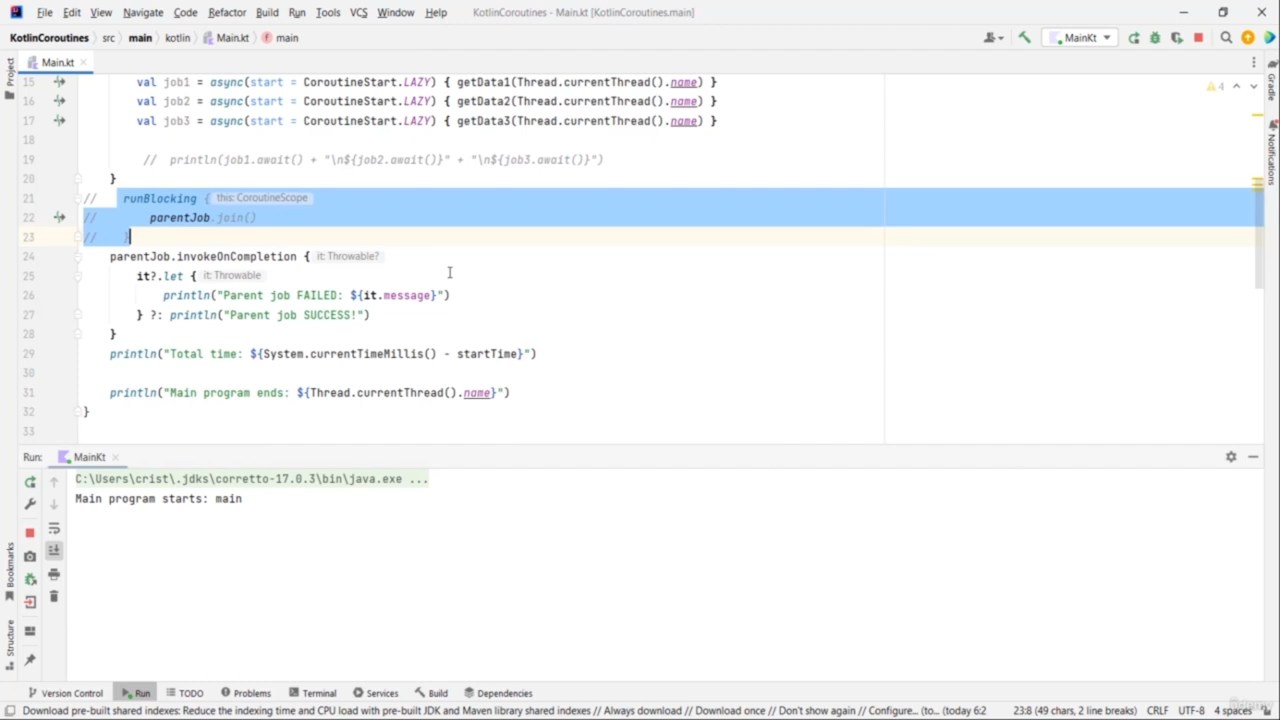 File Edit View Navigate Code Refactor Build Run Tools VCS Window Help KotlinCoroutines - Main.kt [KotlinCoroutines.main]
KotlinCoroutines src main kotlin Main.kt main MainKt
Project
Main.kt
4
Gradle
Notifications
15 val job1 = async(start = CoroutineStart.LAZY) { getData1(Thread.currentThread().name) }
16 val job2 = async(start = CoroutineStart.LAZY) { getData2(Thread.currentThread().name) }
17 val job3 = async(start = CoroutineStart.LAZY) { getData3(Thread.currentThread().name) }
18
19 // println(job1.await() + "\n${job2.await()}" + "\n${job3.await()}")
20 }
21 // runBlocking { this: CoroutineScope
22 // parentJob.join()
23 // }
24 parentJob.invokeOnCompletion { it: Throwable?
25 it?.let { it: Throwable
26 println("Parent job FAILED: ${it.message}")
27 } ?: println("Parent job SUCCESS!")
28 }
29 println("Total time: ${System.currentTimeMillis() - startTime}")
30
31 println("Main program ends: ${Thread.currentThread().name}")
32 }
33
Run: MainKt
C:\Users\crist\.jdks\corretto-17.0.3\bin\java.exe ...
Main program starts: main
Bookmarks
Structure
Version Control Run TODO Problems Terminal Services Build Dependencies
Download pre-built shared indexes: Reduce the indexing time and CPU load with pre-built JDK and Maven library shared indexes // Always download // Download once // Don't show again // Configure... (to... (today 6:2 23:8 (49 chars, 2 line breaks) CRLF UTF-8 4 spaces